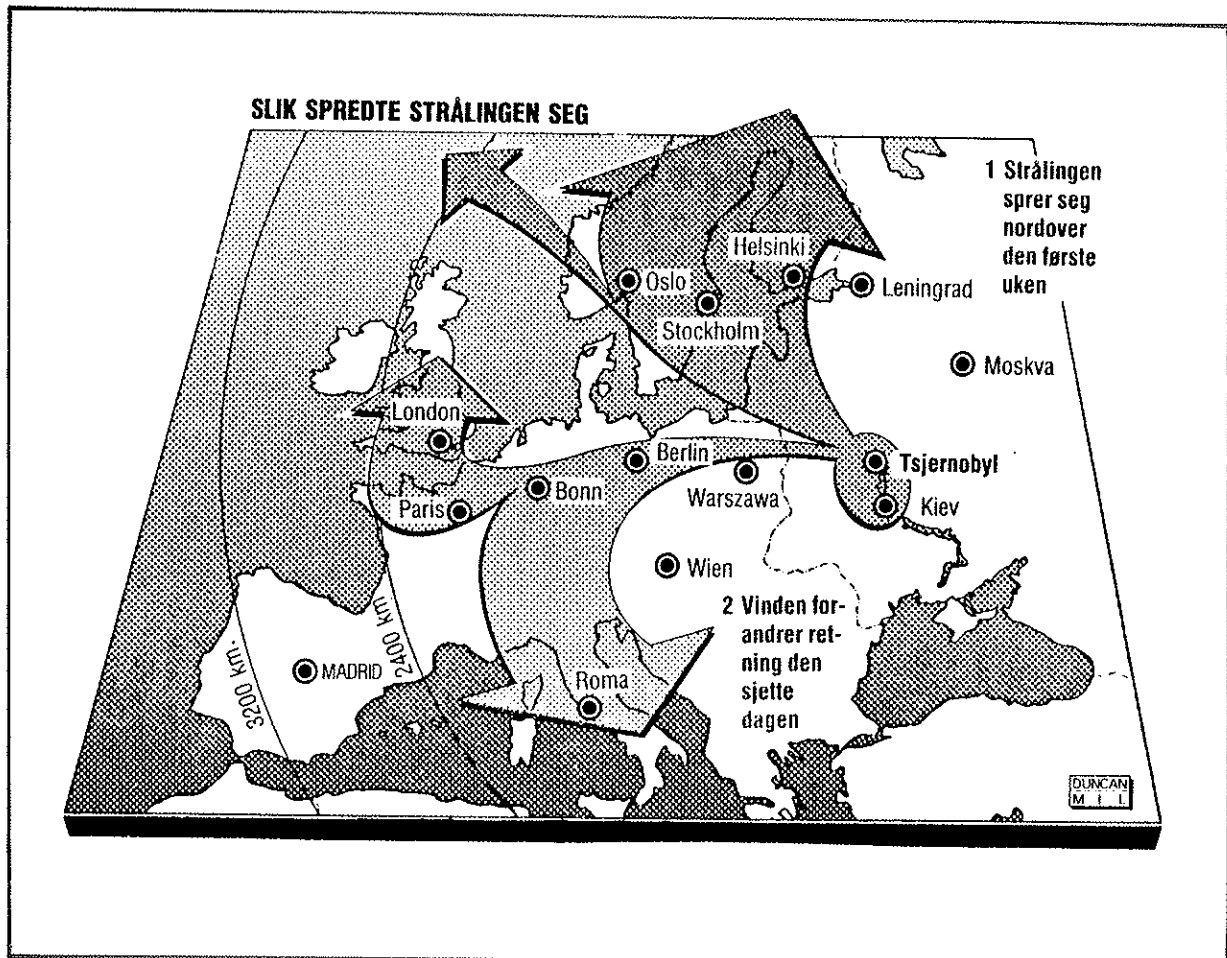 SLIK SPREDTE STRÅLINGEN SEG
1 Strålingen
sprer seg
nordover
den første
uken
Helsinki
Oslo
Leningrad
Stockholm
Moskva
London
Berlin
Tsjernobyl
Warszawa
Bonn
Paris
Kiev
Wien
2 Vinden for-
andrer ret-
ning den
sjette
dagen
3200 km.
2400 km
MADRID
Roma
DUNCAN
M I L